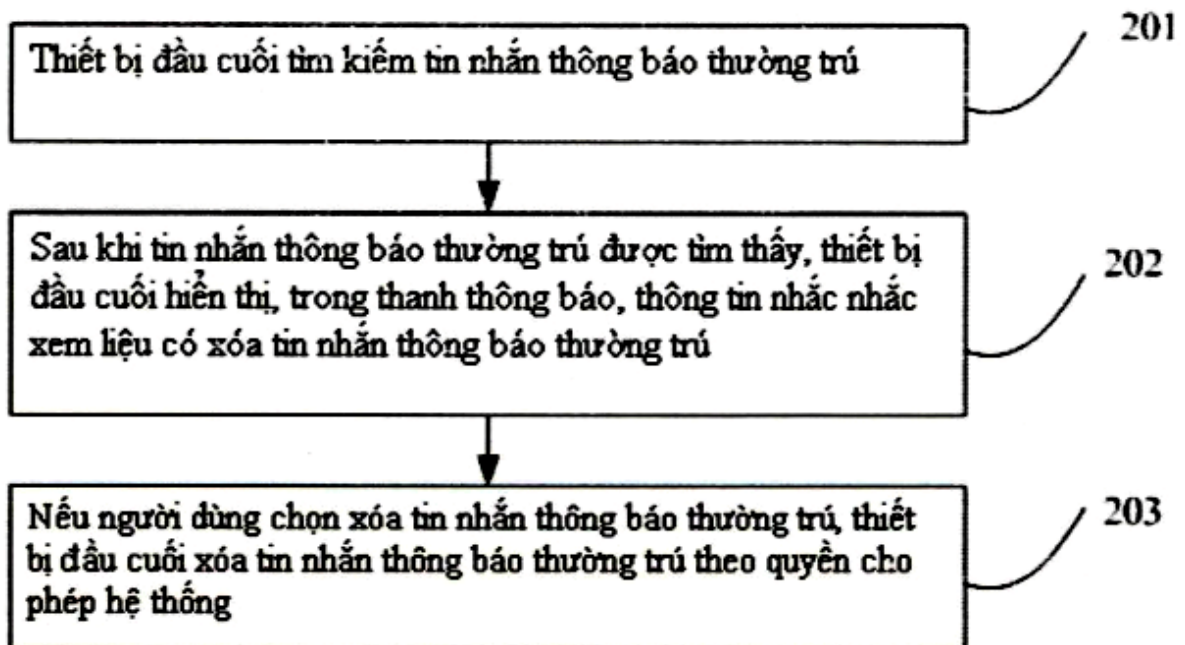 201
Thiết bị đầu cuối tìm kiếm tin nhắn thông báo thường trú
202
Sau khi tin nhắn thông báo thường trú được tìm thấy, thiết bị
đầu cuối hiển thị, trong thanh thông báo, thông tin nhắc nhắc
xem liệu có xóa tin nhắn thông báo thường trú
203
Nếu người dùng chọn xóa tin nhắn thông báo thường trú, thiết
bị đầu cuối xóa tin nhắn thông báo thường trú theo quyền cho
phép hệ thống